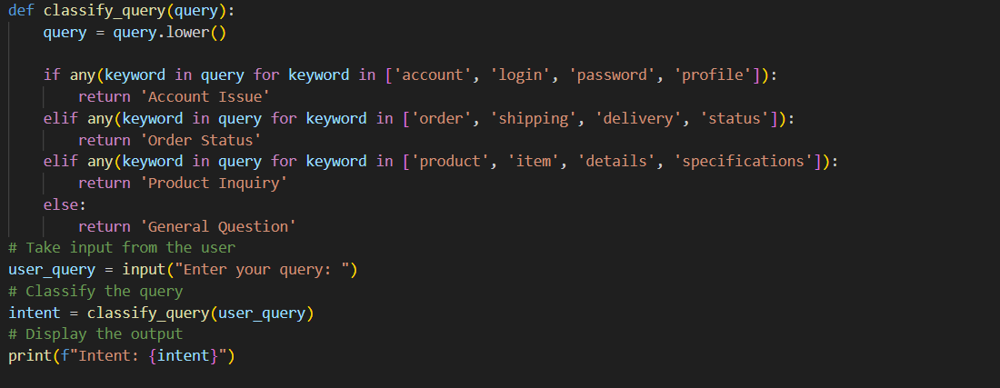 def classify_query(query):
    query = query.lower()

    if any(keyword in query for keyword in ['account', 'login', 'password', 'profile']):
        return 'Account Issue'
    elif any(keyword in query for keyword in ['order', 'shipping', 'delivery', 'status']):
        return 'Order Status'
    elif any(keyword in query for keyword in ['product', 'item', 'details', 'specifications']):
        return 'Product Inquiry'
    else:
        return 'General Question'
# Take input from the user
user_query = input("Enter your query: ")
# Classify the query
intent = classify_query(user_query)
# Display the output
print(f"Intent: {intent}")